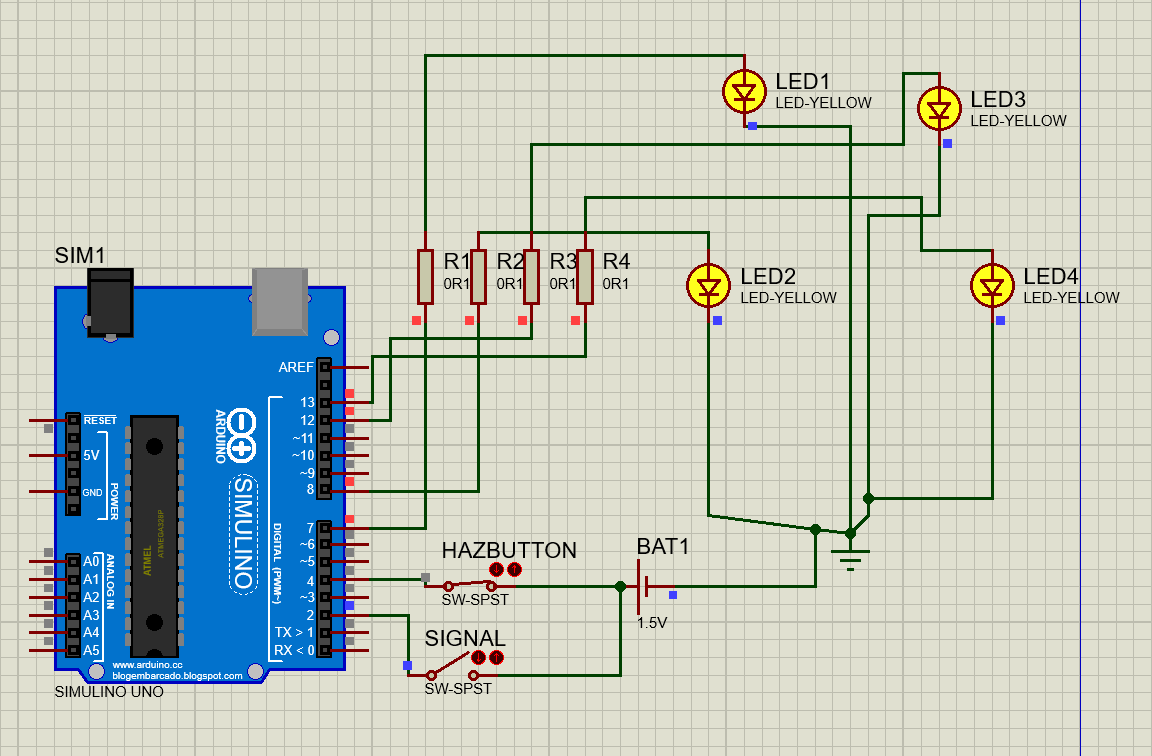 LED1
LED-YELLOW
LED3
LED-YELLOW
SIM1
R1
0R1
R2
0R1
R3
0R1
R4
0R1
LED2
LED-YELLOW
LED4
LED-YELLOW
AREF
13
12
~11
~10
~9
8
7
~6
~5
4
~3
2
TX > 1
RX < 0
RESET
5V
GND
POWER
A0
A1
A2
A3
A4
A5
ANALOG IN
ATMEL
ATMEGA328P
ARDUINO
SIMULINO
DIGITAL (PWM~)
www.arduino.cc
blogembarcado.blogspot.com
SIMULINO UNO
HAZBUTTON
SW-SPST
BAT1
1.5V
SIGNAL
SW-SPST